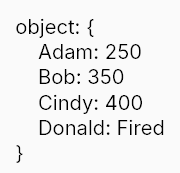 object: {
    Adam: 250
    Bob: 350
    Cindy: 400
    Donald: Fired
}